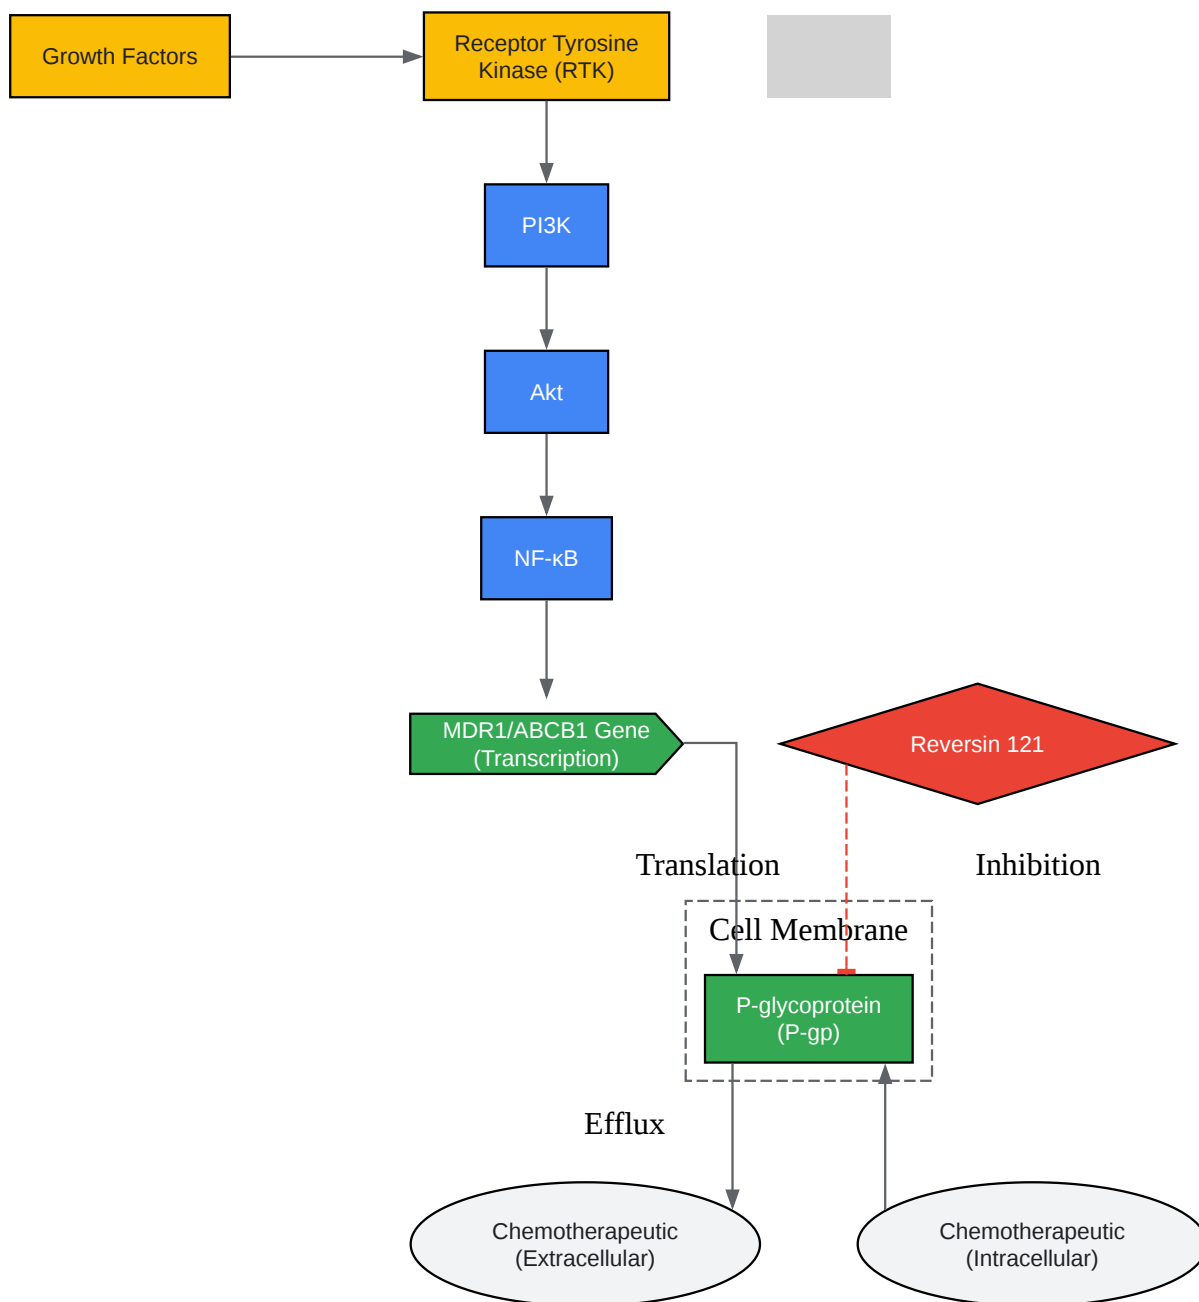 Growth Factors
Receptor Tyrosine
Kinase (RTK)
PI3K
Akt
NF-κB
MDR1/ABCB1 Gene
(Transcription)
Reversin 121
Translation
Inhibition
Cell Membrane
P-glycoprotein
(P-gp)
Efflux
Chemotherapeutic
(Extracellular)
Chemotherapeutic
(Intracellular)